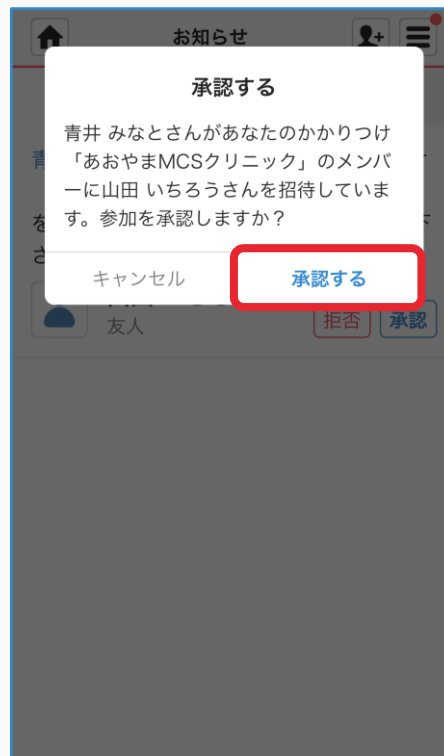 お知らせ
承認する
青井 みなとさんがあなたのかかりつけ
「あおやまMCSクリニック」のメンバ
ーに山田 いちろうさんを招待していま
す。参加を承認しますか？
キャンセル 承認する
友人
拒否 承認